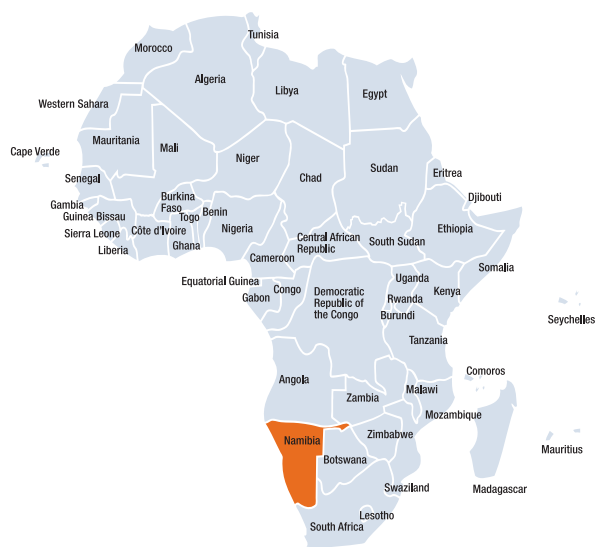 Tunisia
Morocco
Algeria
Libya
Egypt
Western Sahara
Mauritania
Mali
Cape Verde
Niger
Chad
Sudan
Eritrea
Senegal
Djibouti
Gambia
Burkina
Faso
Benin
Guinea Bissau
Togo
Ethiopia
Sierra Leone
Côte d'Ivoire
Nigeria
Central African
Republic
South Sudan
Liberia
Ghana
Cameroon
Somalia
Equatorial Guinea
Congo
Uganda
Gabon
Democratic
Republic of
the Congo
Rwanda
Kenya
Burundi
Seychelles
Tanzania
Comoros
Angola
Zambia
Malawi
Mozambique
Namibia
Zimbabwe
Mauritius
Botswana
Swaziland
Madagascar
Lesotho
South Africa